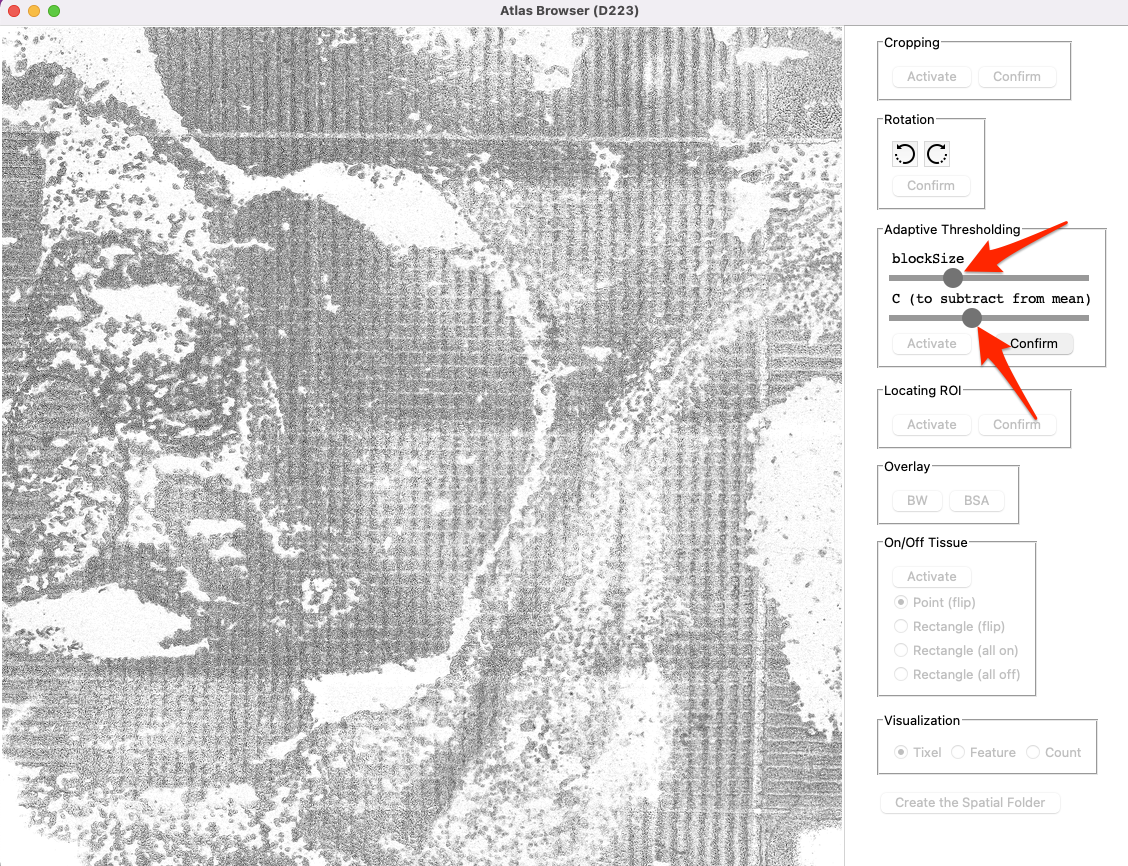 Atlas Browser (D223)
Cropping
Activate Confirm
Rotation
Confirm
Adaptive Thresholding
blockSize
C (to subtract from mean)
Activate Confirm
Locating ROI
Activate Confirm
Overlay
BW BSA
On/Off Tissue
Activate
Point (flip)
Rectangle (flip)
Rectangle (all on)
Rectangle (all off)
Visualization
Tixel Feature Count
Create the Spatial Folder